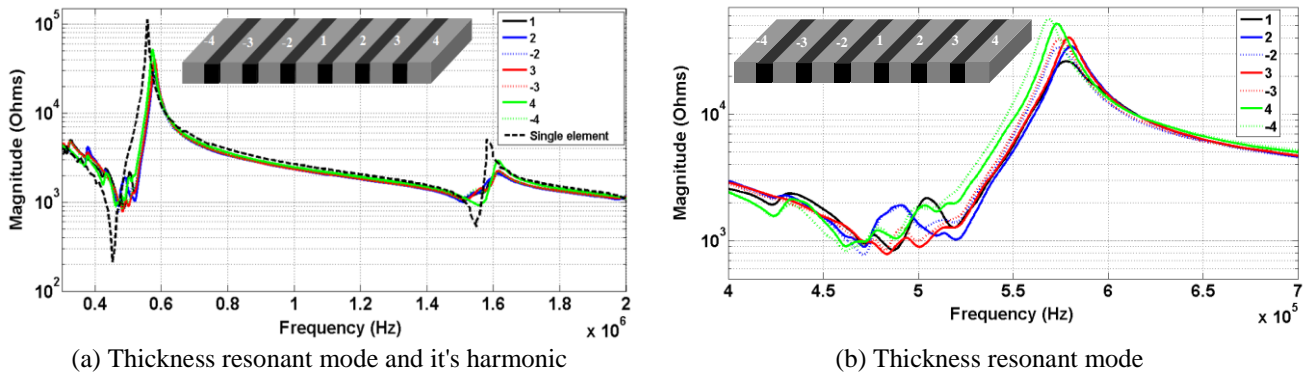 10^5
10^4
10^3
10^2
Magnitude (Ohms)
0.4 0.6 0.8 1 1.2 1.4 1.6 1.8 2
x 10^6
Frequency (Hz)
-4 -3 -2 1 2 3 4
1
2
-2
3
-3
4
-4
Single element
(a) Thickness resonant mode and it's harmonic
10^4
10^3
Magnitude (Ohms)
4 4.5 5 5.5 6 6.5 7
x 10^5
Frequency (Hz)
-4 -3 -2 1 2 3 4
1
2
-2
3
-3
4
-4
(b) Thickness resonant mode